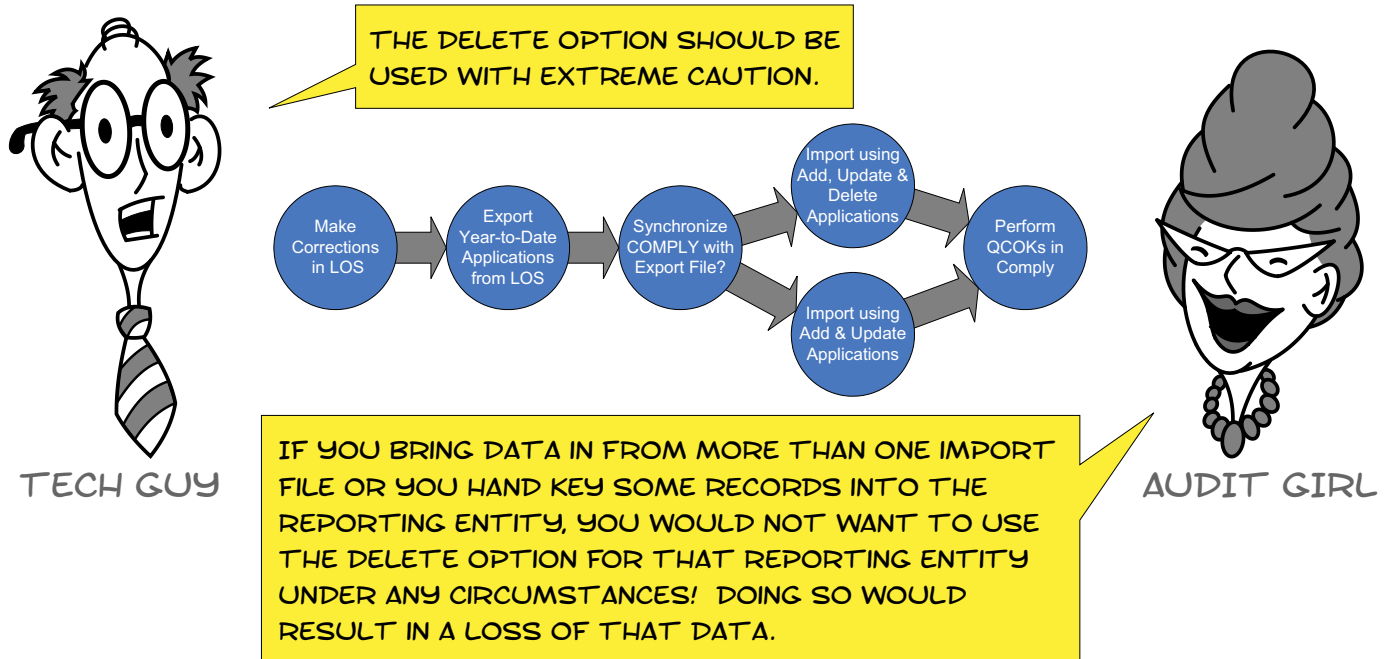 THE DELETE OPTION SHOULD BE
USED WITH EXTREME CAUTION.
Make
Corrections
in LOS
Export
Year-to-Date
Applications
from LOS
Synchronize
COMPLY with
Export File?
Import using
Add, Update &
Delete
Applications
Import using
Add & Update
Applications
Perform
QCOKs in
Comply
TECH GUY
IF YOU BRING DATA IN FROM MORE THAN ONE IMPORT
FILE OR YOU HAND KEY SOME RECORDS INTO THE
REPORTING ENTITY, YOU WOULD NOT WANT TO USE
THE DELETE OPTION FOR THAT REPORTING ENTITY
UNDER ANY CIRCUMSTANCES! DOING SO WOULD
RESULT IN A LOSS OF THAT DATA.
AUDIT GIRL